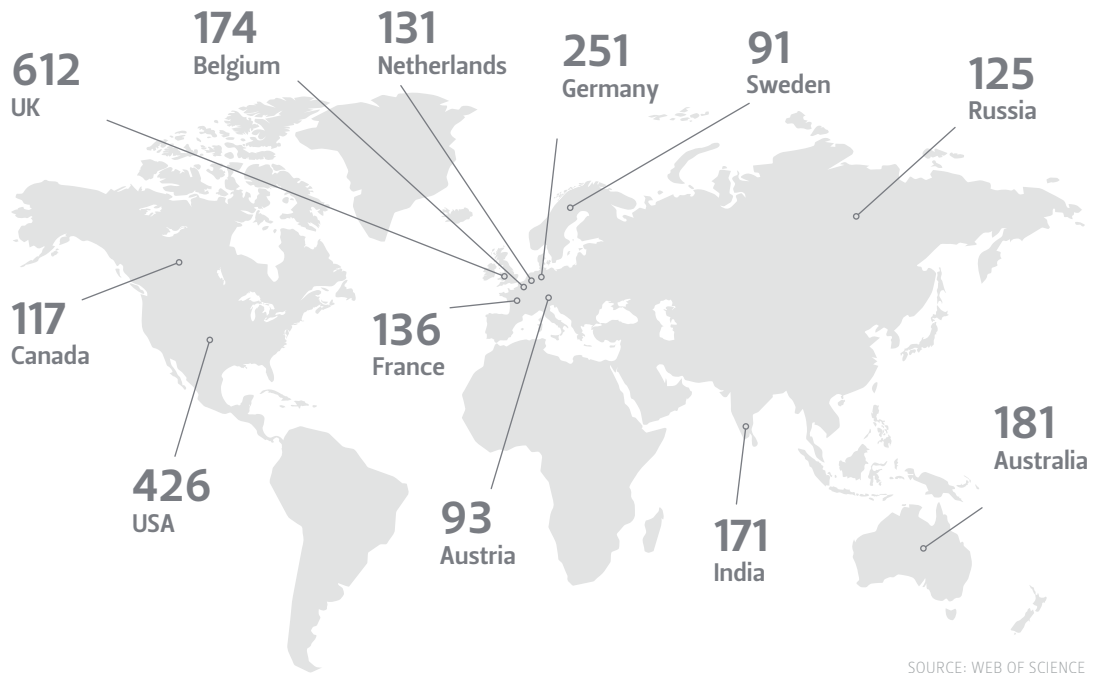 174
Belgium
131
Netherlands
251
Germany
91
Sweden
612
UK
125
Russia
117
Canada
136
France
426
USA
93
Austria
171
India
181
Australia
SOURCE: WEB OF SCIENCE